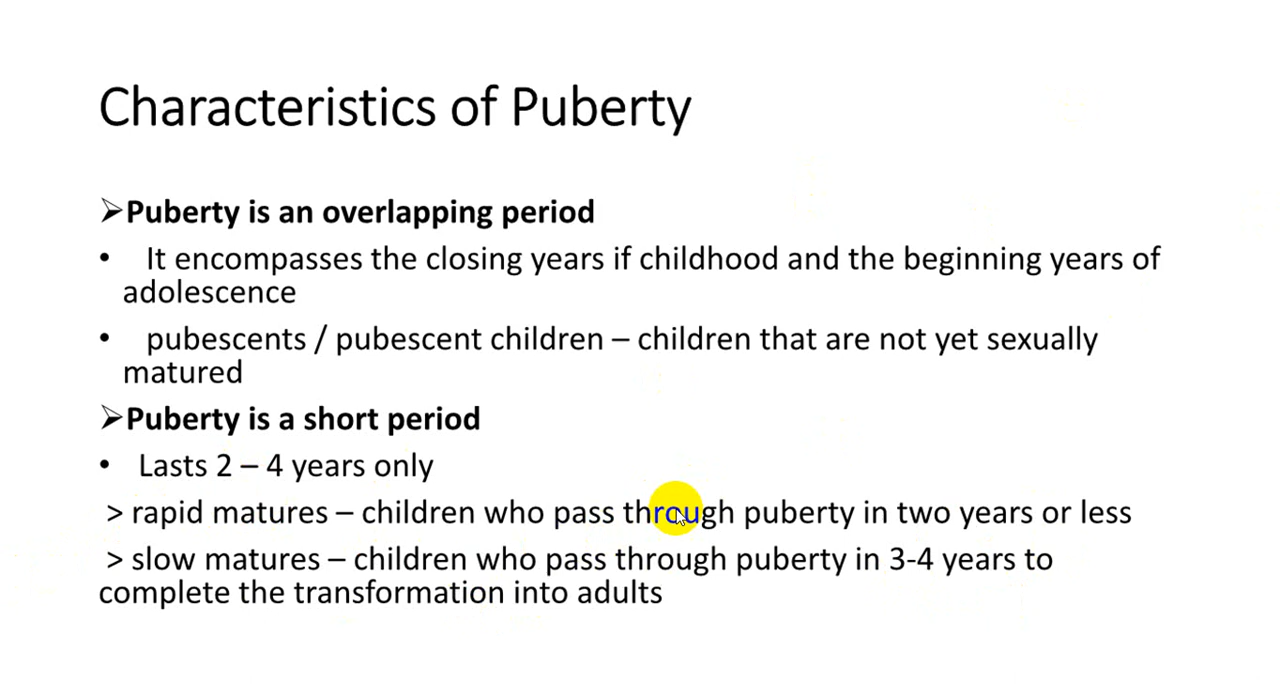 Characteristics of Puberty
➢Puberty is an overlapping period
• It encompasses the closing years if childhood and the beginning years of
adolescence
• pubescents / pubescent children – children that are not yet sexually
matured
➢Puberty is a short period
• Lasts 2 – 4 years only
> rapid matures – children who pass through puberty in two years or less
> slow matures – children who pass through puberty in 3-4 years to
complete the transformation into adults